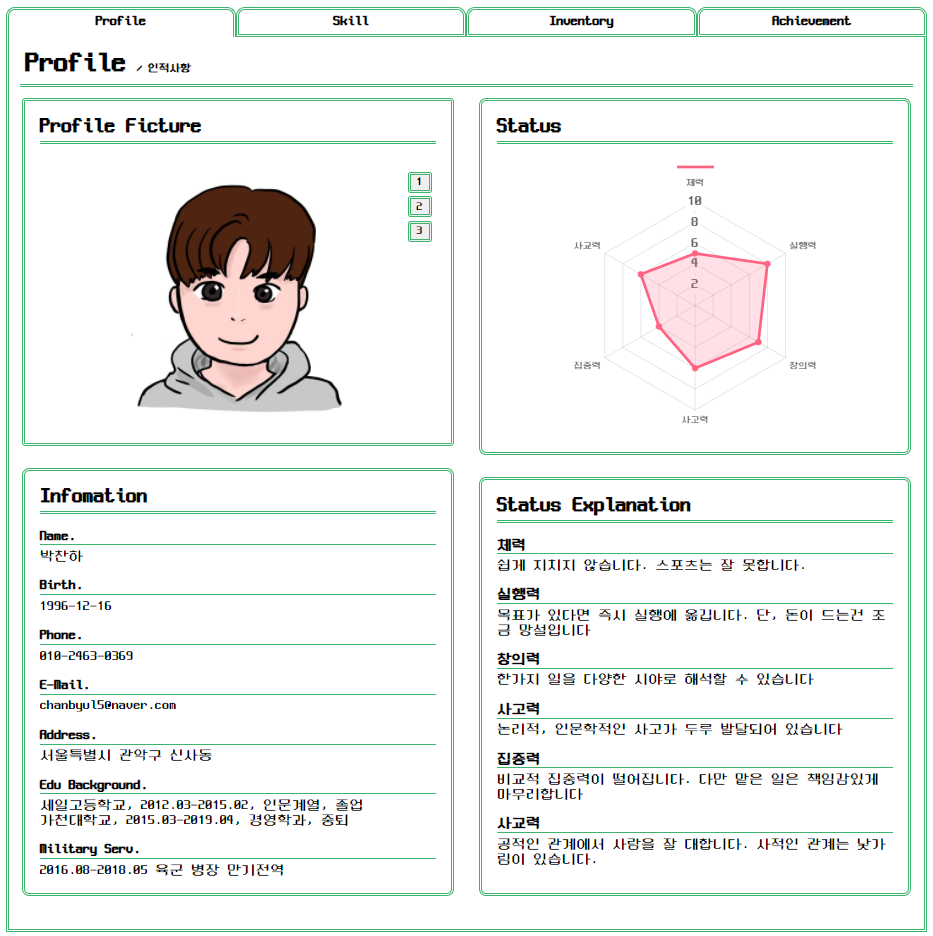 Profile
Skill
Inventory
Achievement
Profile / 인적사항
Profile Ficture
1
2
3
Status
체력
10
8
6
4
2
사교력
실행력
집중력
창의력
사고력
Infomation
Name.
박찬하
Birth.
1996-12-16
Phone.
010-2463-0369
E-Mail.
chanbyul5@naver.com
Address.
서울특별시 관악구 신사동
Edu Background.
세일고등학교, 2012.03-2015.02, 인문계열, 졸업
가천대학교, 2015.03-2019.04, 경영학과, 중퇴
Military Serv.
2016.08-2018.05 육군 병장 만기전역
Status Explanation
체력
쉽게 지치지 않습니다. 스포츠는 잘 못합니다.
실행력
목표가 있다면 즉시 실행에 옮깁니다. 단, 돈이 드는건 조
금 망설입니다
창의력
한가지 일을 다양한 시야로 해석할 수 있습니다
사고력
논리적, 인문학적인 사고가 두루 발달되어 있습니다
집중력
비교적 집중력이 떨어집니다. 다만 맡은 일은 책임감있게
마무리합니다
사교력
공적인 관계에서 사람을 잘 대합니다. 사적인 관계는 낯가
림이 있습니다.